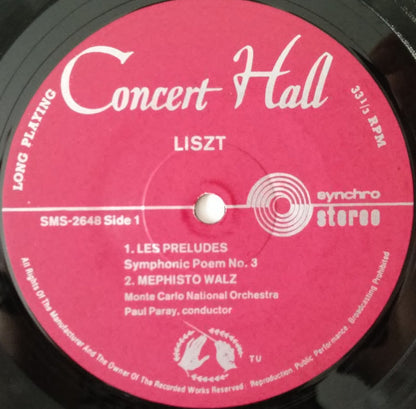 LONG PLAYING
Concert Hall
33 1/3 RPM
LISZT
synchro
stereo
SMS-2648 Side 1
1. LES PRELUDES
Symphonic Poem No. 3
2. MEPHISTO WALZ
Monte Carlo National Orchestra
Paul Paray, conductor
TU
All Rights Of The Manufacturer And The Owner Of The Recorded Works Reserved : Reproduction Public Performance Broadcasting Prohibited